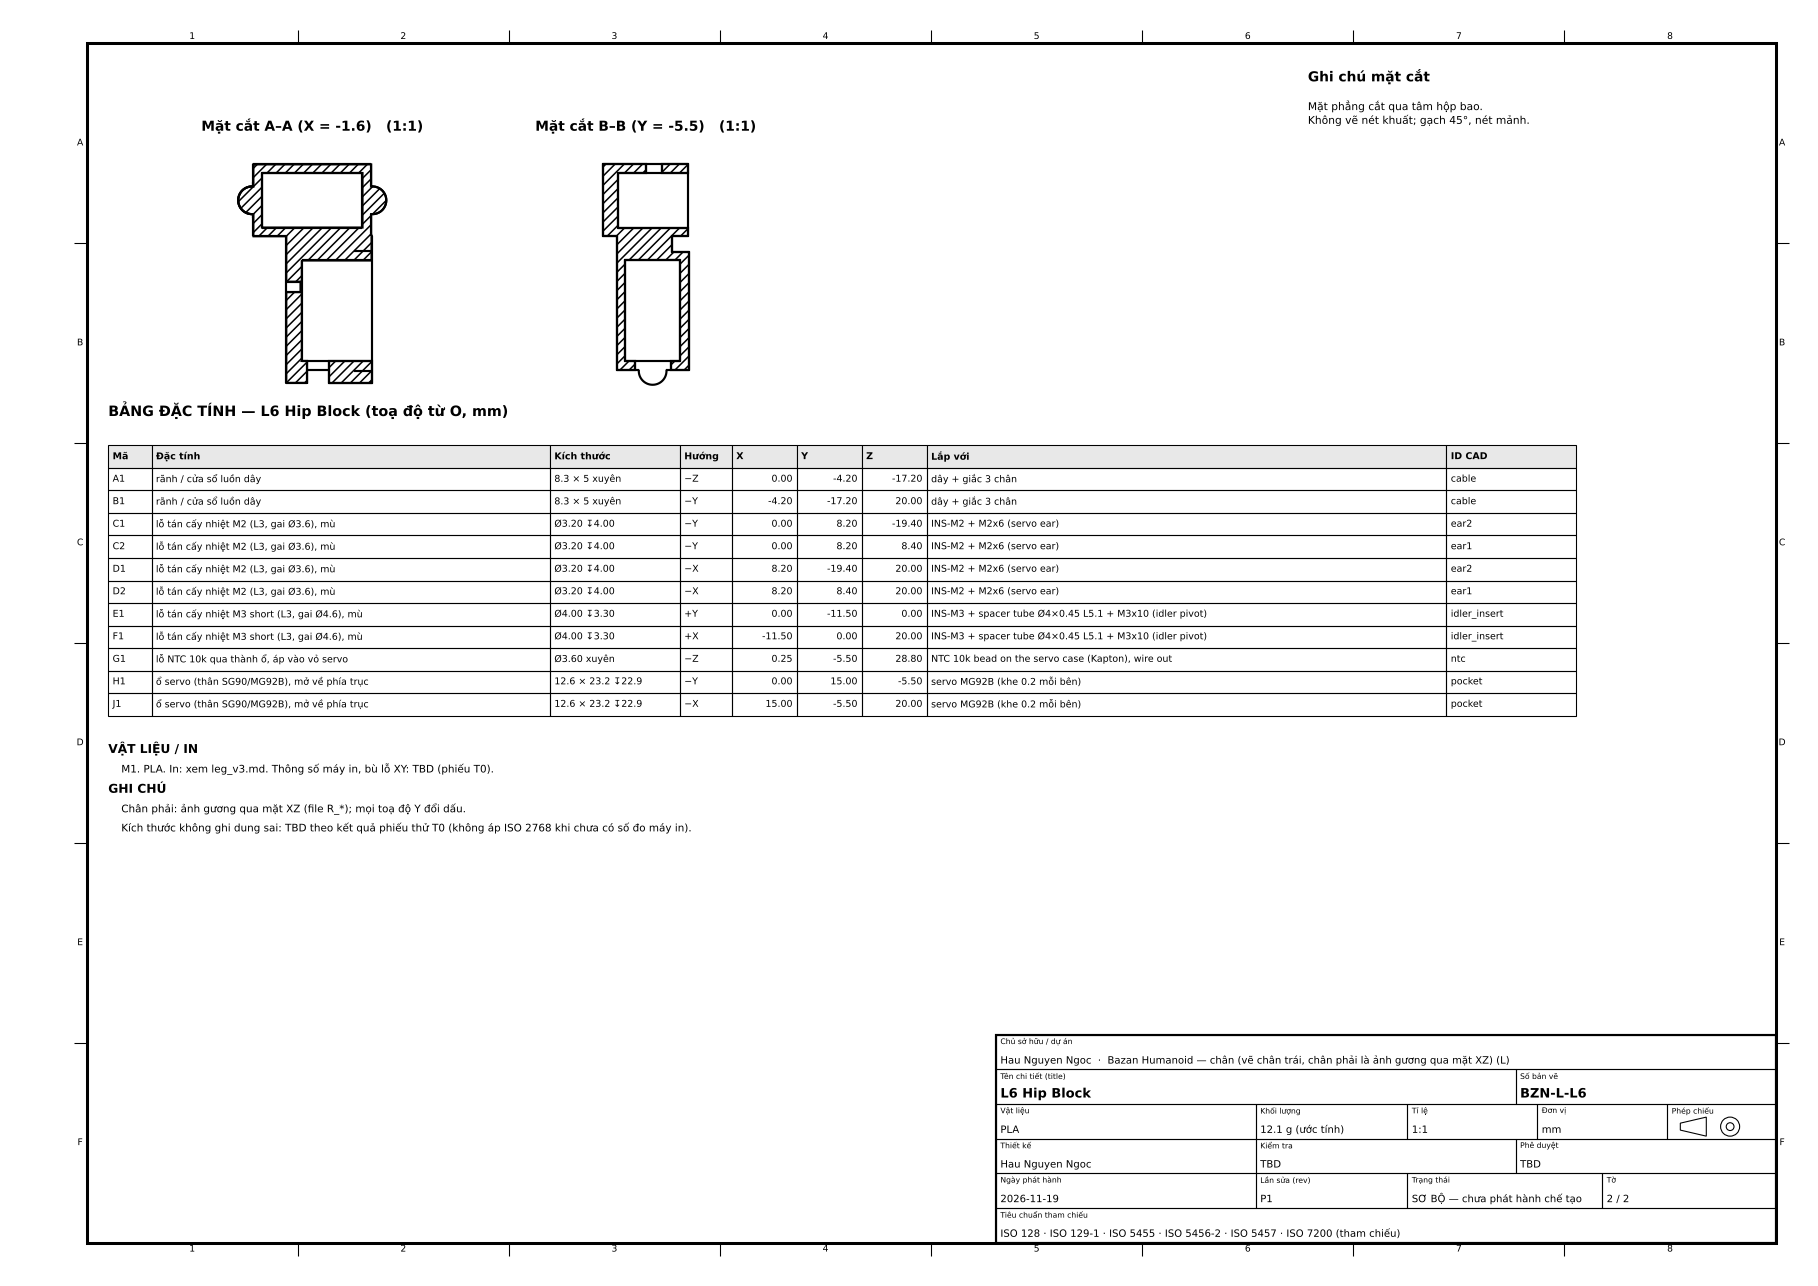 1 2 3 4 5 6 7 8
Ghi chú mặt cắt
Mặt phẳng cắt qua tâm hộp bao.
Không vẽ nét khuất; gạch 45°, nét mảnh.
Mặt cắt A–A (X = -1.6) (1:1)
Mặt cắt B–B (Y = -5.5) (1:1)
A A
B B
BẢNG ĐẶC TÍNH — L6 Hip Block (toạ độ từ O, mm)
Mã Đặc tính Kích thước Hướng X Y Z Lắp với ID CAD
A1 rãnh / cửa sổ luồn dây 8.3 × 5 xuyên −Z 0.00 -4.20 -17.20 dây + giắc 3 chân cable
B1 rãnh / cửa sổ luồn dây 8.3 × 5 xuyên −Y -4.20 -17.20 20.00 dây + giắc 3 chân cable
C1 lỗ tán cấy nhiệt M2 (L3, gai Ø3.6), mù Ø3.20 ↧4.00 −Y 0.00 8.20 -19.40 INS-M2 + M2x6 (servo ear) ear2
C C
C2 lỗ tán cấy nhiệt M2 (L3, gai Ø3.6), mù Ø3.20 ↧4.00 −Y 0.00 8.20 8.40 INS-M2 + M2x6 (servo ear) ear1
D1 lỗ tán cấy nhiệt M2 (L3, gai Ø3.6), mù Ø3.20 ↧4.00 −X 8.20 -19.40 20.00 INS-M2 + M2x6 (servo ear) ear2
D2 lỗ tán cấy nhiệt M2 (L3, gai Ø3.6), mù Ø3.20 ↧4.00 −X 8.20 8.40 20.00 INS-M2 + M2x6 (servo ear) ear1
E1 lỗ tán cấy nhiệt M3 short (L3, gai Ø4.6), mù Ø4.00 ↧3.30 +Y 0.00 -11.50 0.00 INS-M3 + spacer tube Ø4×0.45 L5.1 + M3x10 (idler pivot) idler_insert
F1 lỗ tán cấy nhiệt M3 short (L3, gai Ø4.6), mù Ø4.00 ↧3.30 +X -11.50 0.00 20.00 INS-M3 + spacer tube Ø4×0.45 L5.1 + M3x10 (idler pivot) idler_insert
G1 lỗ NTC 10k qua thành ổ, áp vào vỏ servo Ø3.60 xuyên −Z 0.25 -5.50 28.80 NTC 10k bead on the servo case (Kapton), wire out ntc
H1 ổ servo (thân SG90/MG92B), mở về phía trục 12.6 × 23.2 ↧22.9 −Y 0.00 15.00 -5.50 servo MG92B (khe 0.2 mỗi bên) pocket
J1 ổ servo (thân SG90/MG92B), mở về phía trục 12.6 × 23.2 ↧22.9 −X 15.00 -5.50 20.00 servo MG92B (khe 0.2 mỗi bên) pocket
D D
VẬT LIỆU / IN
M1. PLA. In: xem leg_v3.md. Thông số máy in, bù lỗ XY: TBD (phiếu T0).
GHI CHÚ
Chân phải: ảnh gương qua mặt XZ (file R_*); mọi toạ độ Y đổi dấu.
Kích thước không ghi dung sai: TBD theo kết quả phiếu thử T0 (không áp ISO 2768 khi chưa có số đo máy in).
E E
Chủ sở hữu / dự án
Hau Nguyen Ngoc · Bazan Humanoid — chân (vẽ chân trái, chân phải là ảnh gương qua mặt XZ) (L)
Tên chi tiết (title) Số bản vẽ
L6 Hip Block BZN-L-L6
Vật liệu Khối lượng Tỉ lệ Đơn vị Phép chiếu
PLA 12.1 g (ước tính) 1:1 mm
F F
Thiết kế Kiểm tra Phê duyệt
Hau Nguyen Ngoc TBD TBD
Ngày phát hành Lần sửa (rev) Trạng thái Tờ
2026-11-19 P1 SƠ BỘ — chưa phát hành chế tạo 2 / 2
Tiêu chuẩn tham chiếu
ISO 128 · ISO 129-1 · ISO 5455 · ISO 5456-2 · ISO 5457 · ISO 7200 (tham chiếu)
1 2 3 4 5 6 7 8